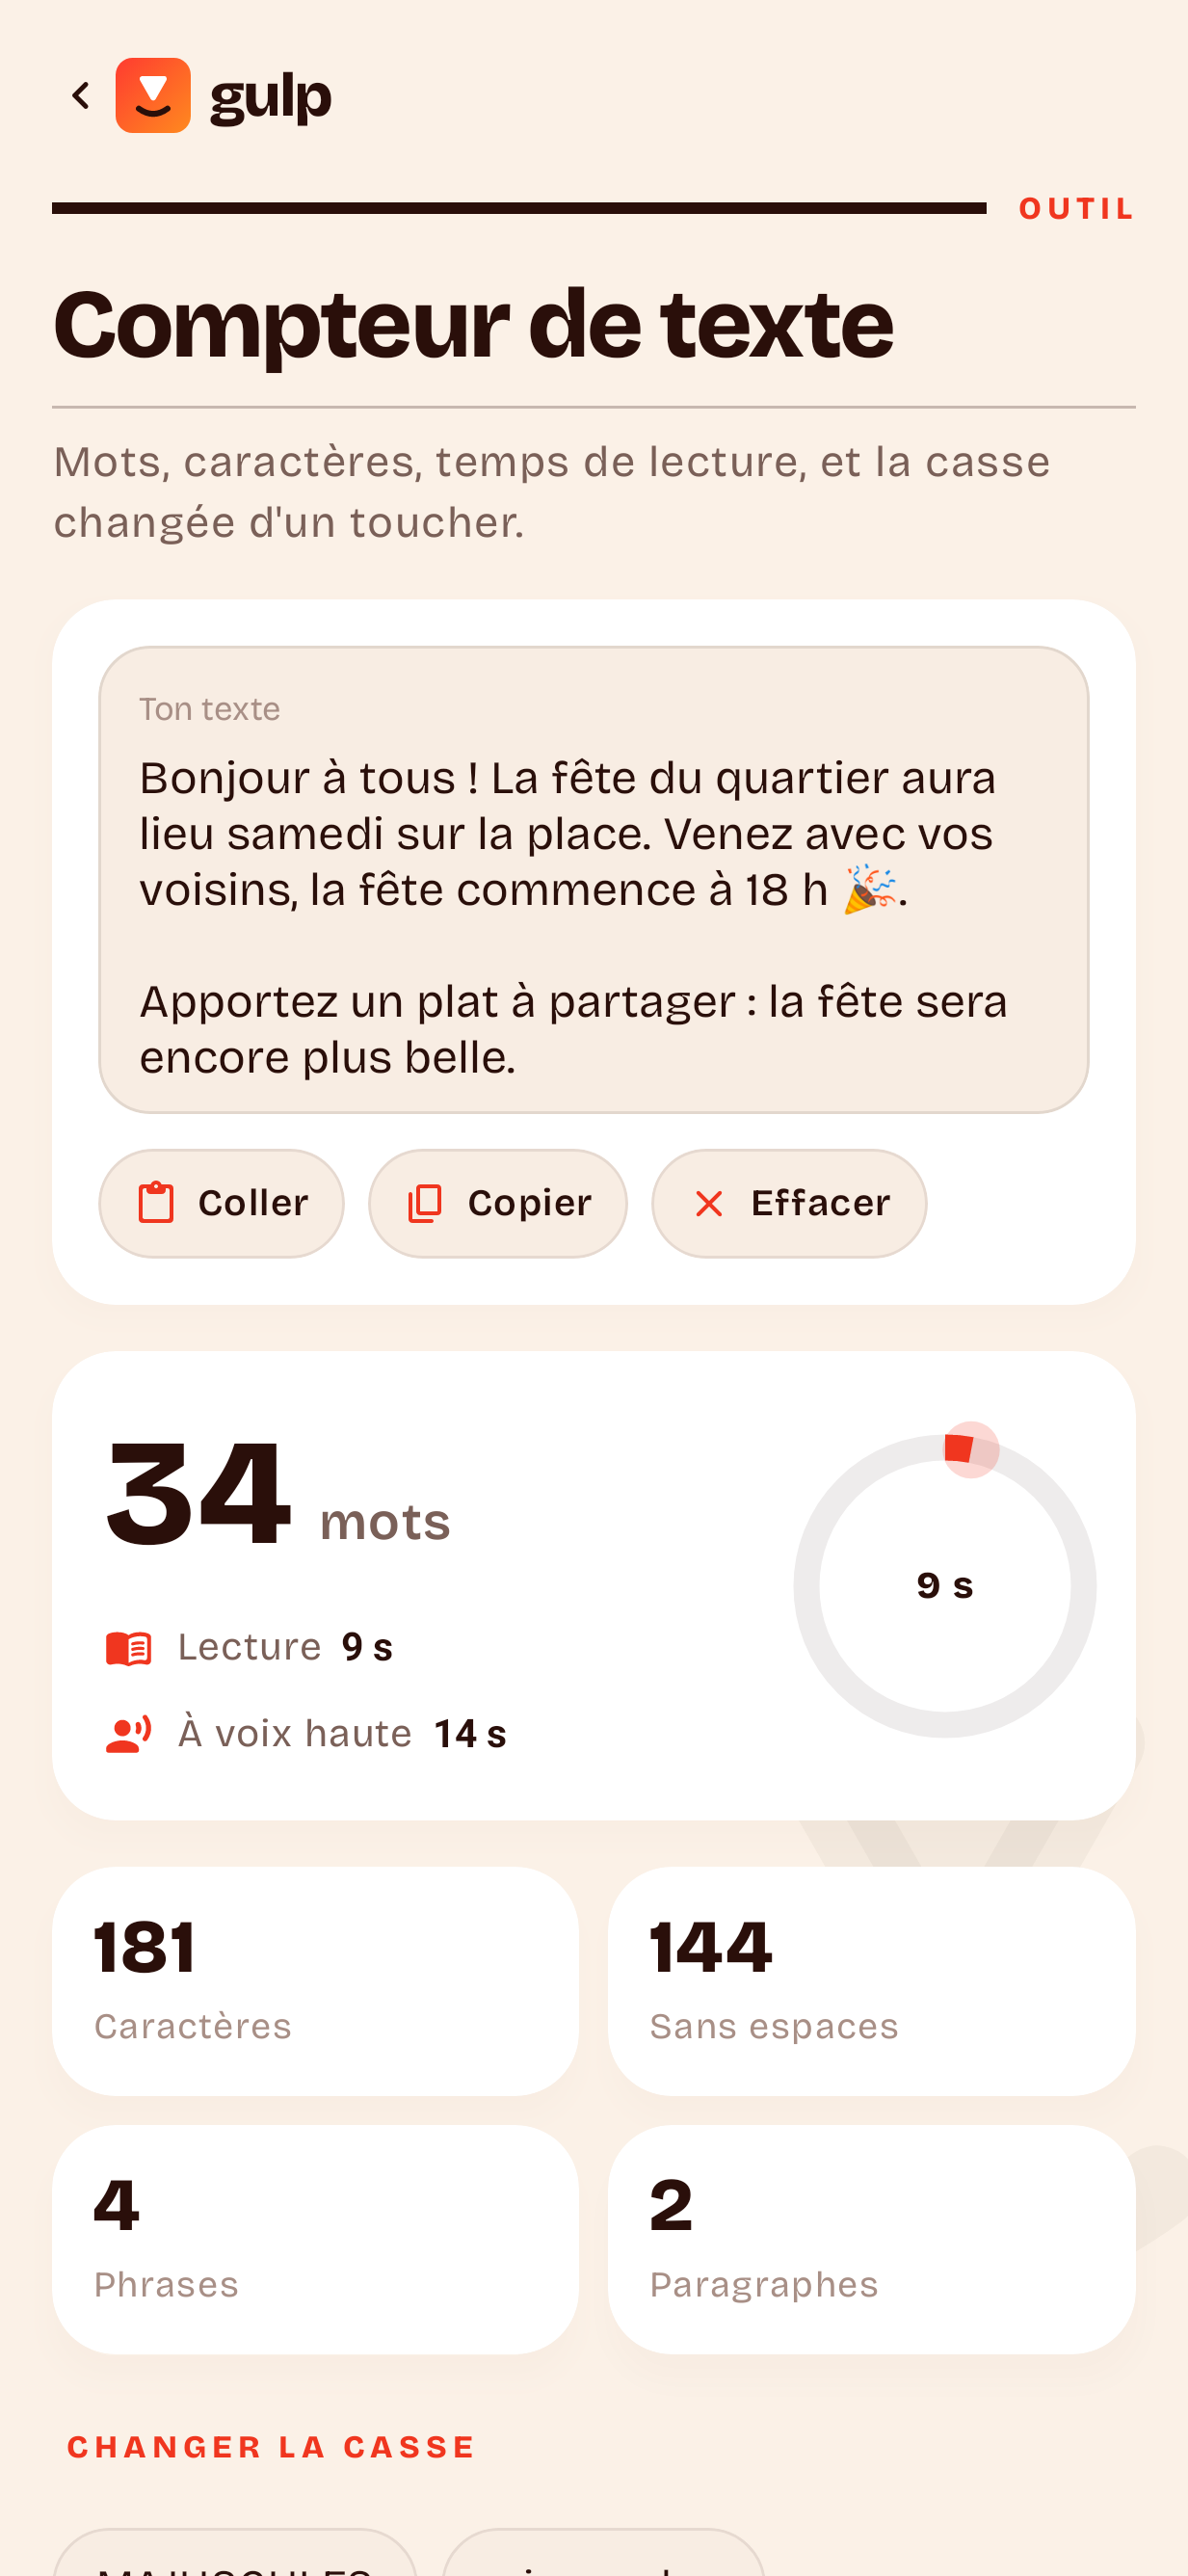 gulp
OUTIL
Compteur de texte
Mots, caractères, temps de lecture, et la casse
changée d'un toucher.
Ton texte
Bonjour à tous ! La fête du quartier aura
lieu samedi sur la place. Venez avec vos
voisins, la fête commence à 18 h 🎉.
Apportez un plat à partager : la fête sera
encore plus belle.
Coller
Copier
Effacer
34 mots
9 s
Lecture 9 s
À voix haute 14 s
181
Caractères
144
Sans espaces
4
Phrases
2
Paragraphes
CHANGER LA CASSE